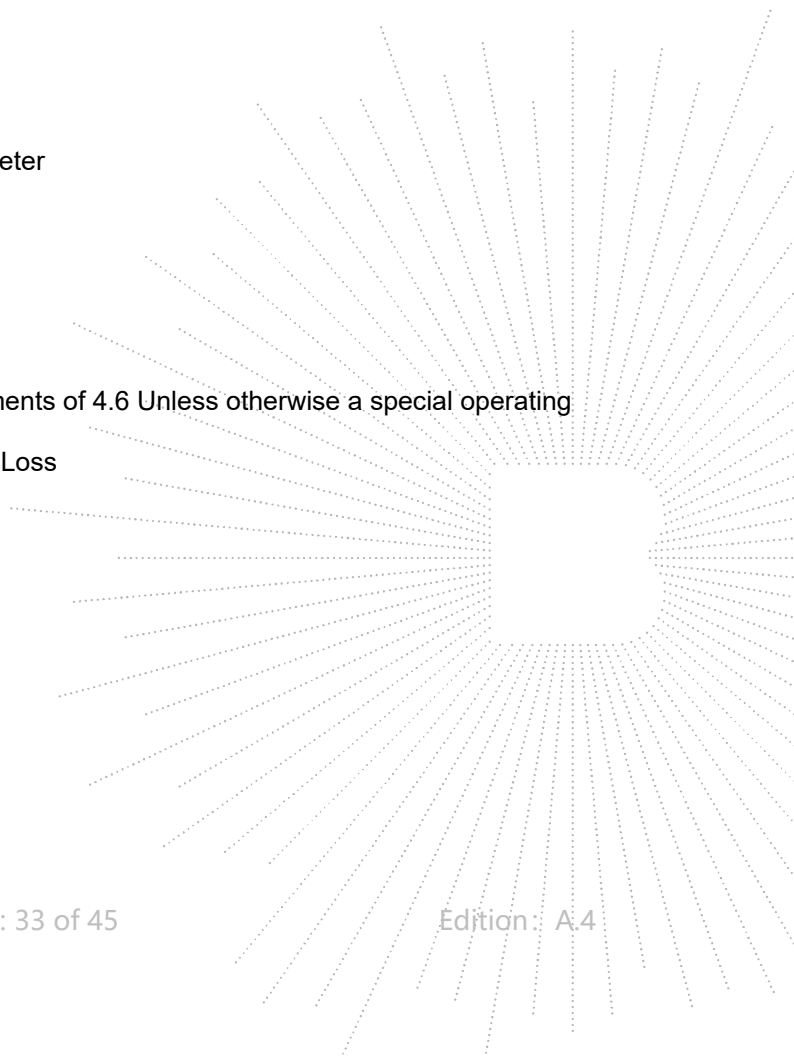 eter
nents of 4.6 Unless otherwise a special operating
Loss
: 33 of 45 Edition：A.4